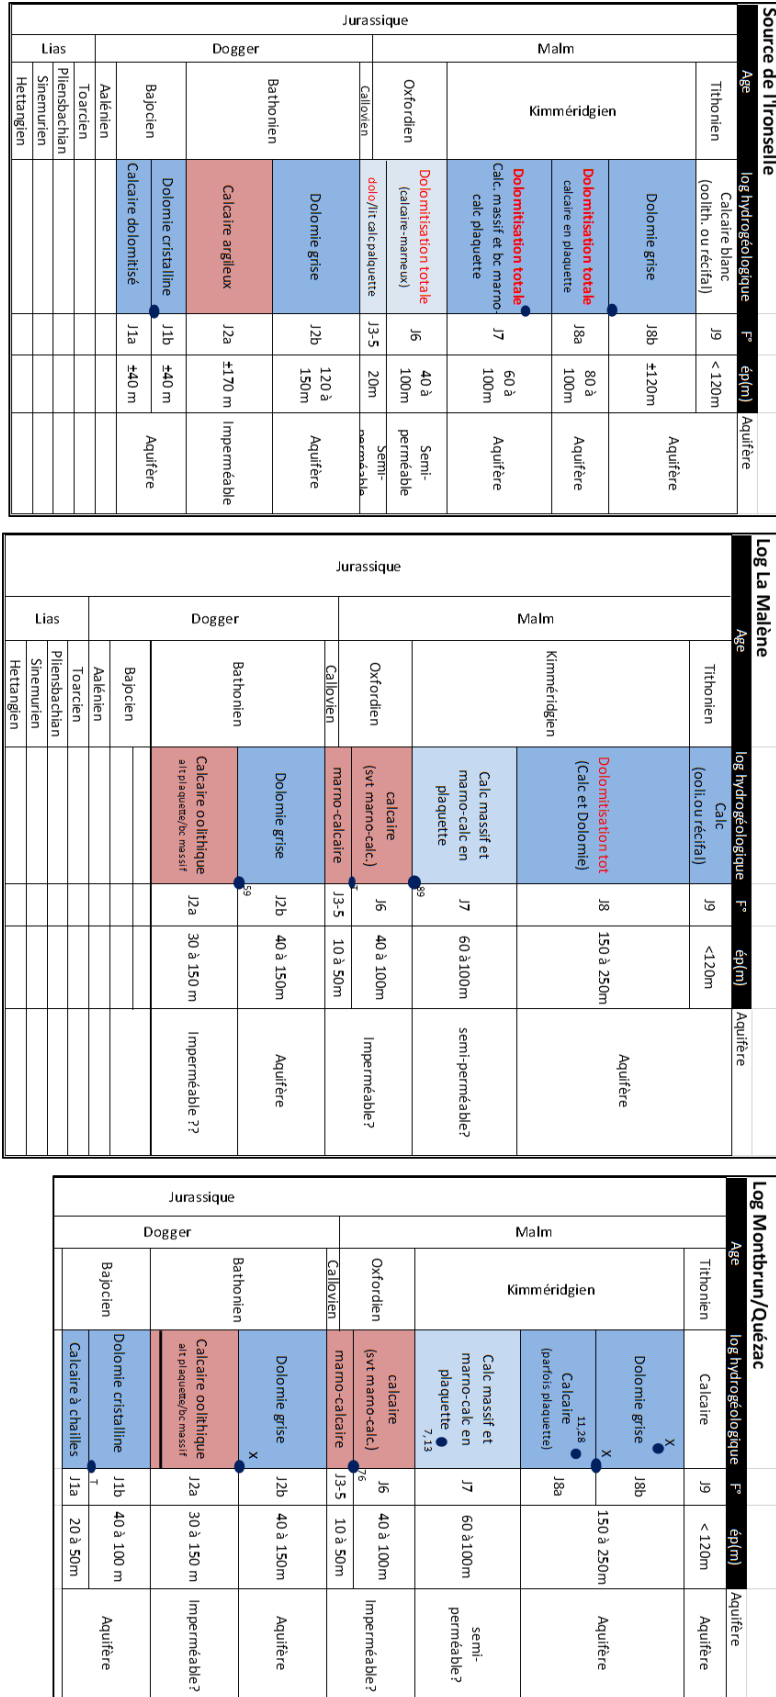 Source de l'Ironselle
Age
log hydrogéologique
F°
ép(m)
Aquifère
Jurassique
Malm
Dogger
Lias
Tithonien
Calcaire blanc
(oolith. ou récifal)
J9
< 120m
Kimméridgien
Dolomie grise
J8b
±120m
Aquifère
Dolomitisation totale
calcaire en plaquette
J8a
80 à
100m
Aquifère
Dolomitisation totale
Calc. massif et bc marno-
calc plaquette
J7
60 à
100m
Aquifère
Oxfordien
Dolomitisation totale
(calcaire-marneux)
J6
40 à
100m
Semi-
perméable
Callovien
dolo/lit calc palquette
J3-5
20m
Semi-
perméable
Bathonien
Dolomie grise
J2b
120 à
150m
Aquifère
Calcaire argileux
J2a
±170 m
Imperméable
Bajocien
Dolomie cristalline
J1b
±40 m
Calcaire dolomitisé
J1a
±40 m
Aquifère
Aalénien
Toarcien
Pliensbachian
Sinemurien
Hettangien
Log La Malène
Age
log hydrogéologique
F°
ép(m)
Aquifère
Jurassique
Malm
Dogger
Lias
Tithonien
Calc
(ooli.ou récifal)
J9
<120m
Kimméridgien
Dolomitisation tot
(Calc et Dolomie)
J8
150 à 250m
Aquifère
Calc massif et
marno-calc en
plaquette
89
J7
60 à100m
semi-perméable?
Oxfordien
calcaire
(svt marno-calc.)
T
J6
40 à 100m
Imperméable?
Callovien
marno-calcaire
J3-5
10 à 50m
Bathonien
Dolomie grise
59
J2b
40 à 150m
Aquifère
Calcaire oolithique
alt plaquette/bc massif
J2a
30 à 150 m
Imperméable ??
Bajocien
Aalénien
Toarcien
Pliensbachian
Sinemurien
Hettangien
Log Montbrun/Quézac
Age
log hydrogéologique
F°
ép(m)
Aquifère
Jurassique
Malm
Dogger
Tithonien
Calcaire
J9
< 120m
Aquifère
Kimméridgien
Dolomie grise
X
J8b
150 à 250m
Aquifère
X
Calcaire
(parfois plaquette)
11,28
J8a
Calc massif et
marno-calc en
plaquette
7, 13
J7
60 à100m
semi-
perméable?
Oxfordien
calcaire
(svt marno-calc.)
76
J6
40 à 100m
Imperméable?
Callovien
marno-calcaire
J3-5
10 à 50m
Bathonien
Dolomie grise
X
J2b
40 à 150m
Aquifère
Calcaire oolithique
alt plaquette/bc massif
J2a
30 à 150 m
Imperméable?
Bajocien
Dolomie cristalline
T
J1b
40 à 100 m
Aquifère
Calcaire à chailles
J1a
20 à 50m